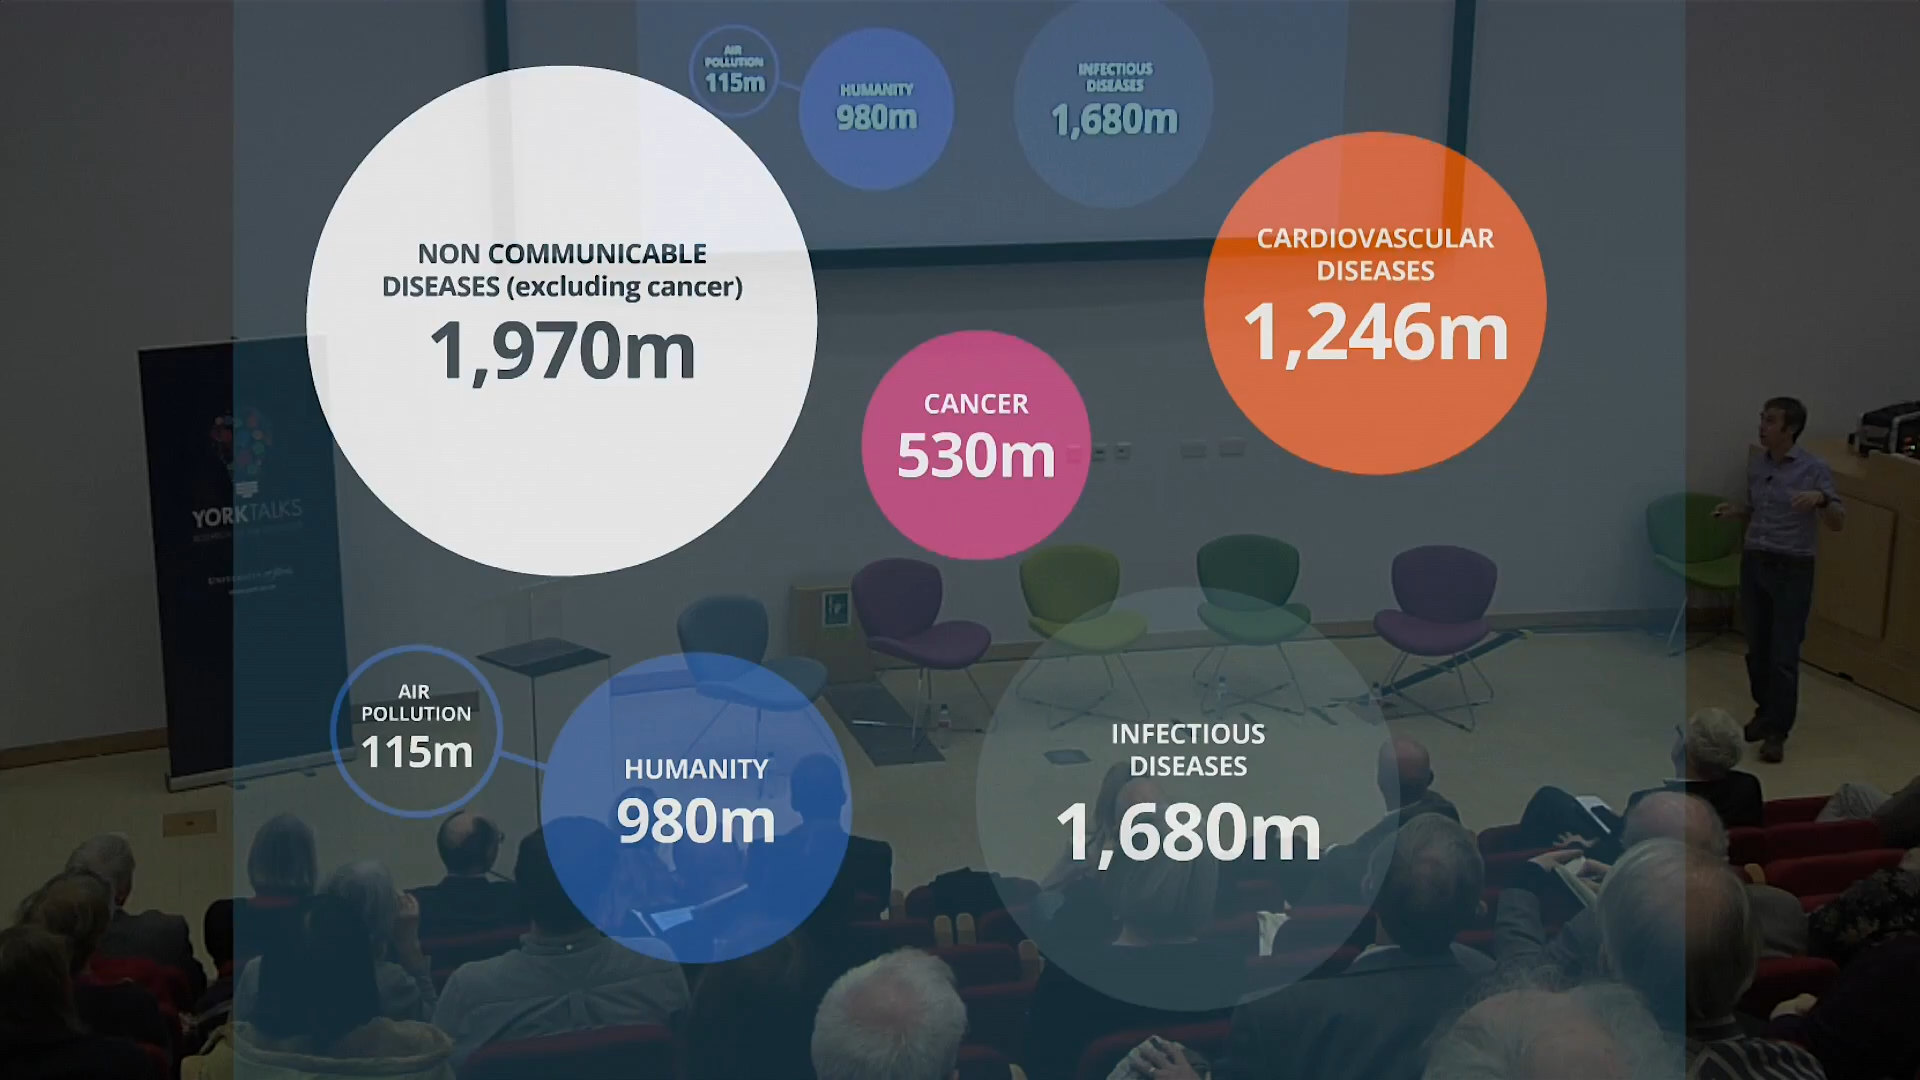 AIR
POLLUTION
115m
HUMANITY
980m
INFECTIOUS
DISEASES
1,680m
NON COMMUNICABLE
DISEASES (excluding cancer)
1,970m
CARDIOVASCULAR
DISEASES
1,246m
CANCER
530m
YORKTALKS
AIR
POLLUTION
115m
HUMANITY
980m
INFECTIOUS
DISEASES
1,680m